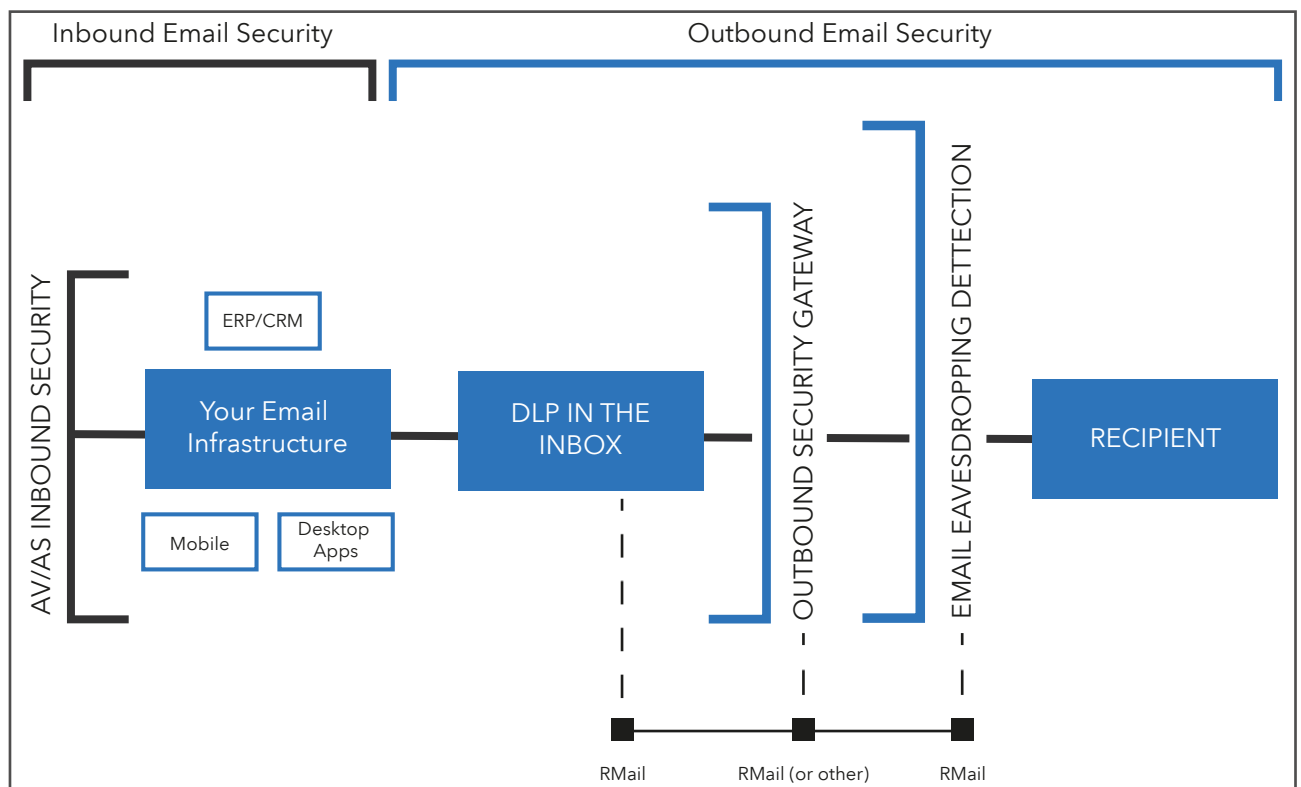 Inbound Email Security
Outbound Email Security
AV/AS INBOUND SECURITY
ERP/CRM
Your Email
Infrastructure
Mobile
Desktop
Apps
DLP IN THE
INBOX
OUTBOUND SECURITY GATEWAY
EMAIL EAVESDROPPING DETTECTION
RECIPIENT
RMail
RMail (or other)
RMail